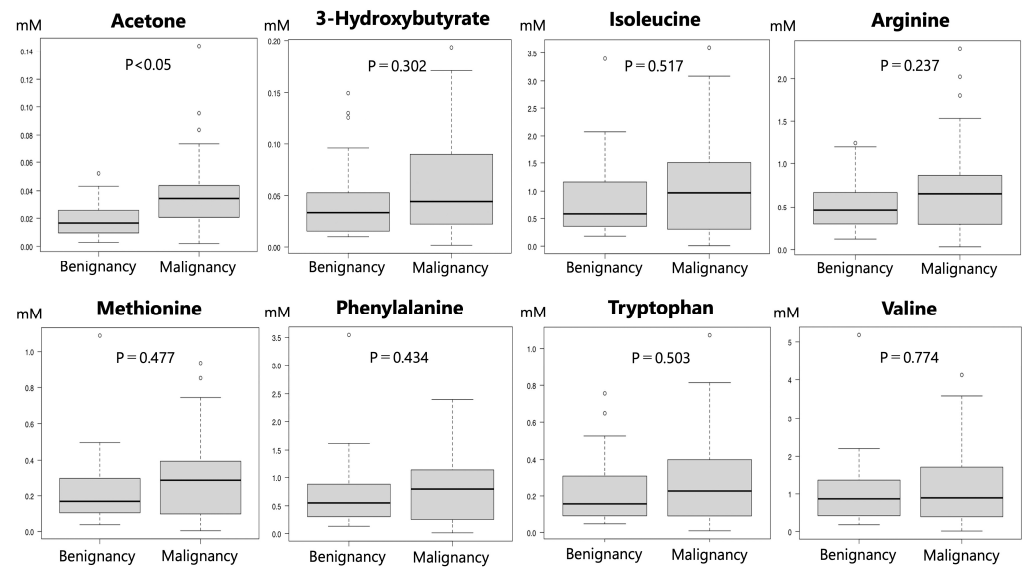 Acetone
3-Hydroxybutyrate
Isoleucine
Arginine
mM
mM
mM
mM
P<0.05
P = 0.302
P = 0.517
P = 0.237
0.14
0.12
0.10
0.08
0.06
0.04
0.02
0.00
0.20
0.15
0.10
0.05
0.00
3.5
3.0
2.5
2.0
1.5
1.0
0.5
0.0
2.0
1.5
1.0
0.5
0.0
Benignancy Malignancy
Benignancy Malignancy
Benignancy Malignancy
Benignancy Malignancy
Methionine
Phenylalanine
Tryptophan
Valine
mM
mM
mM
mM
P = 0.477
P = 0.434
P = 0.503
P = 0.774
1.0
0.8
0.6
0.4
0.2
0.0
3.5
3.0
2.5
2.0
1.5
1.0
0.5
0.0
1.0
0.8
0.6
0.4
0.2
0.0
5
4
3
2
1
0
Benignancy Malignancy
Benignancy Malignancy
Benignancy Malignancy
Benignancy Malignancy